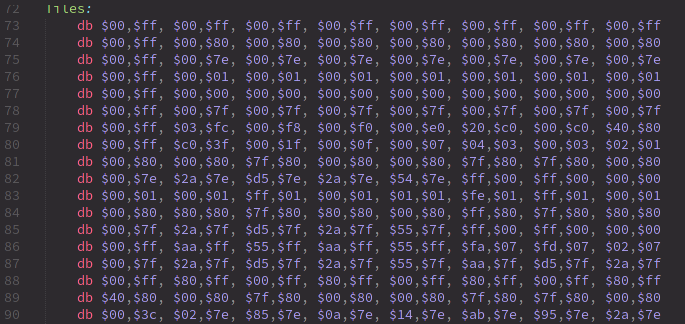 72 Tiles:
73 db $00,$ff, $00,$ff, $00,$ff, $00,$ff, $00,$ff, $00,$ff, $00,$ff, $00,$ff
74 db $00,$ff, $00,$80, $00,$80, $00,$80, $00,$80, $00,$80, $00,$80, $00,$80
75 db $00,$ff, $00,$7e, $00,$7e, $00,$7e, $00,$7e, $00,$7e, $00,$7e, $00,$7e
76 db $00,$ff, $00,$01, $00,$01, $00,$01, $00,$01, $00,$01, $00,$01, $00,$01
77 db $00,$ff, $00,$00, $00,$00, $00,$00, $00,$00, $00,$00, $00,$00, $00,$00
78 db $00,$ff, $00,$7f, $00,$7f, $00,$7f, $00,$7f, $00,$7f, $00,$7f, $00,$7f
79 db $00,$ff, $03,$fc, $00,$f8, $00,$f0, $00,$e0, $20,$c0, $00,$c0, $40,$80
80 db $00,$ff, $c0,$3f, $00,$1f, $00,$0f, $00,$07, $04,$03, $00,$03, $02,$01
81 db $00,$80, $00,$80, $7f,$80, $00,$80, $00,$80, $7f,$80, $7f,$80, $00,$80
82 db $00,$7e, $2a,$7e, $d5,$7e, $2a,$7e, $54,$7e, $ff,$00, $ff,$00, $00,$00
83 db $00,$01, $00,$01, $ff,$01, $00,$01, $01,$01, $fe,$01, $ff,$01, $00,$01
84 db $00,$80, $80,$80, $7f,$80, $80,$80, $00,$80, $ff,$80, $7f,$80, $80,$80
85 db $00,$7f, $2a,$7f, $d5,$7f, $2a,$7f, $55,$7f, $ff,$00, $ff,$00, $00,$00
86 db $00,$ff, $aa,$ff, $55,$ff, $aa,$ff, $55,$ff, $fa,$07, $fd,$07, $02,$07
87 db $00,$7f, $2a,$7f, $d5,$7f, $2a,$7f, $55,$7f, $aa,$7f, $d5,$7f, $2a,$7f
88 db $00,$ff, $80,$ff, $00,$ff, $80,$ff, $00,$ff, $80,$ff, $00,$ff, $80,$ff
89 db $40,$80, $00,$80, $7f,$80, $00,$80, $00,$80, $7f,$80, $7f,$80, $00,$80
90 db $00,$3c, $02,$7e, $85,$7e, $0a,$7e, $14,$7e, $ab,$7e, $95,$7e, $2a,$7e